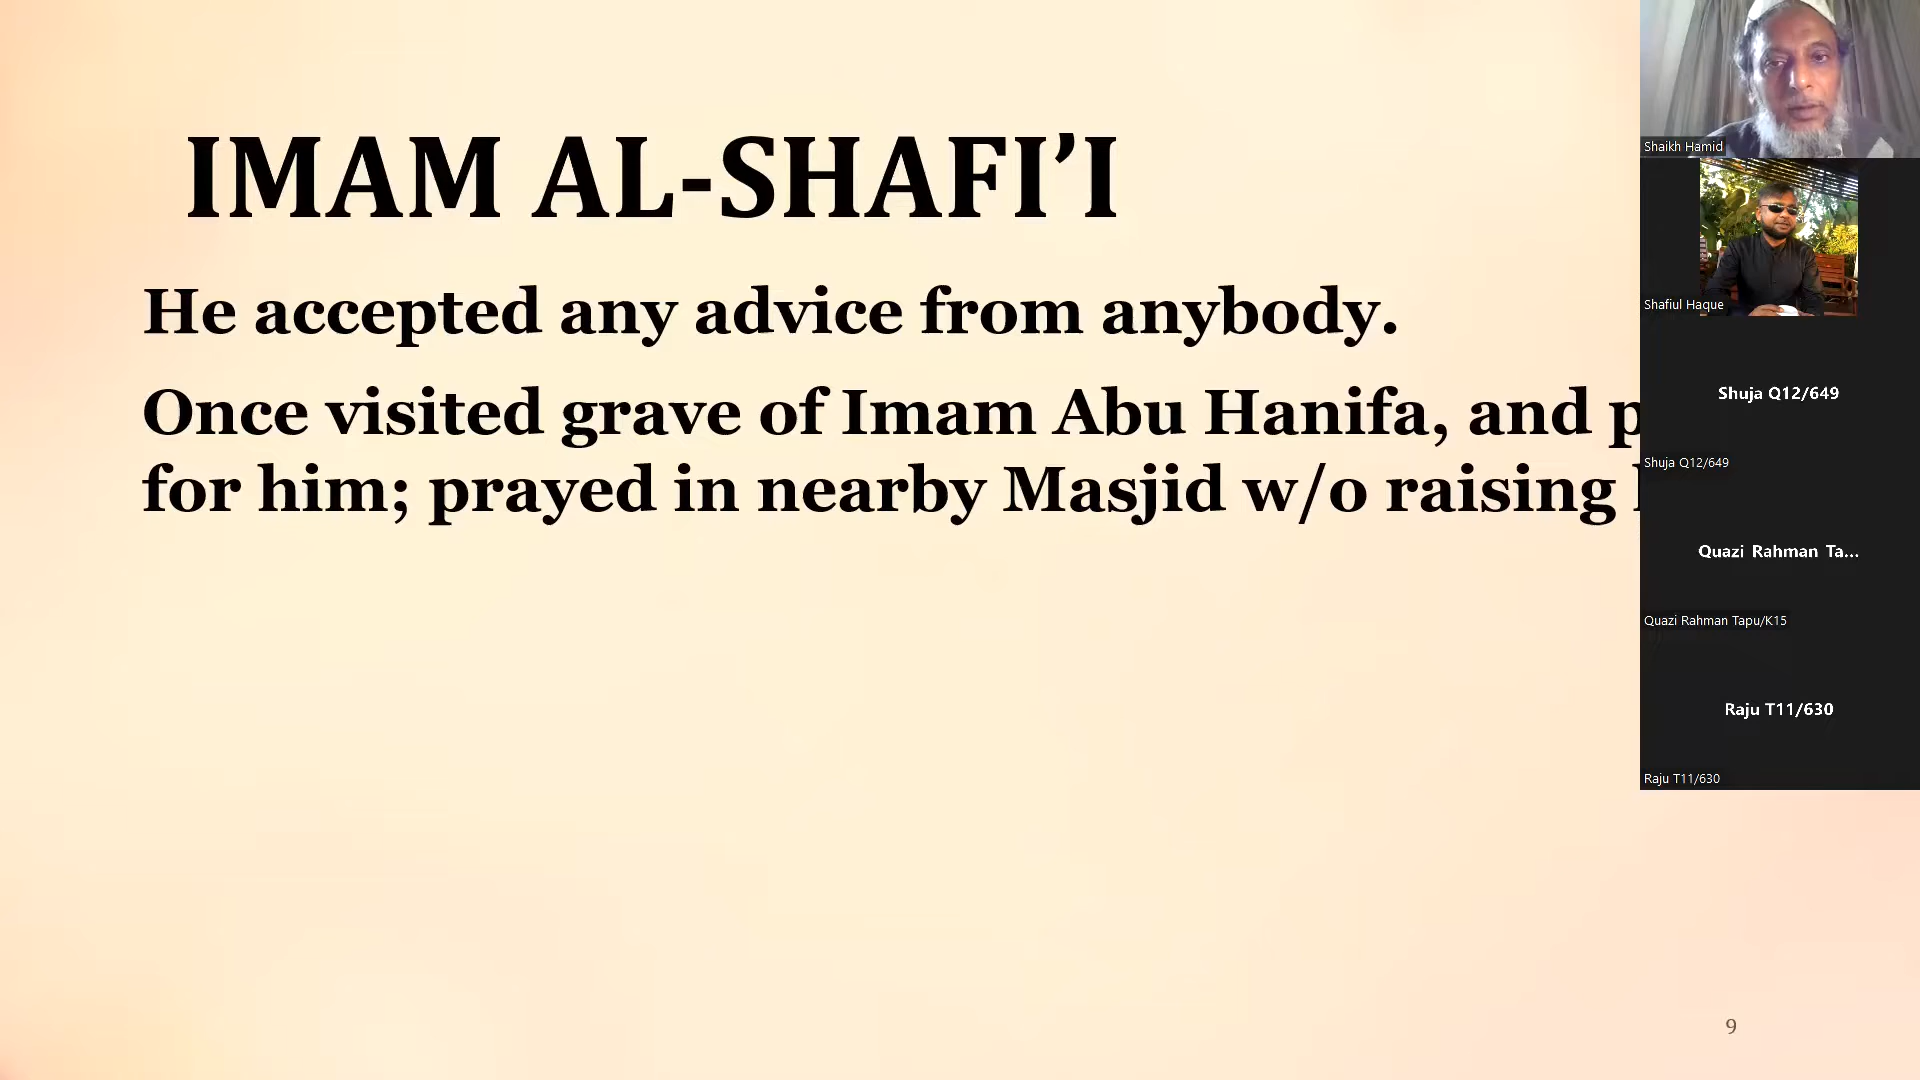 IMAM AL-SHAFI’I
He accepted any advice from anybody.
Once visited grave of Imam Abu Hanifa, and
for him; prayed in nearby Masjid w/o raising
9
Shaikh Hamid
Shafiul Haque
Shuja Q12/649
Shuja Q12/649
Quazi Rahman Ta...
Quazi Rahman Tapu/K15
Raju T11/630
Raju T11/630